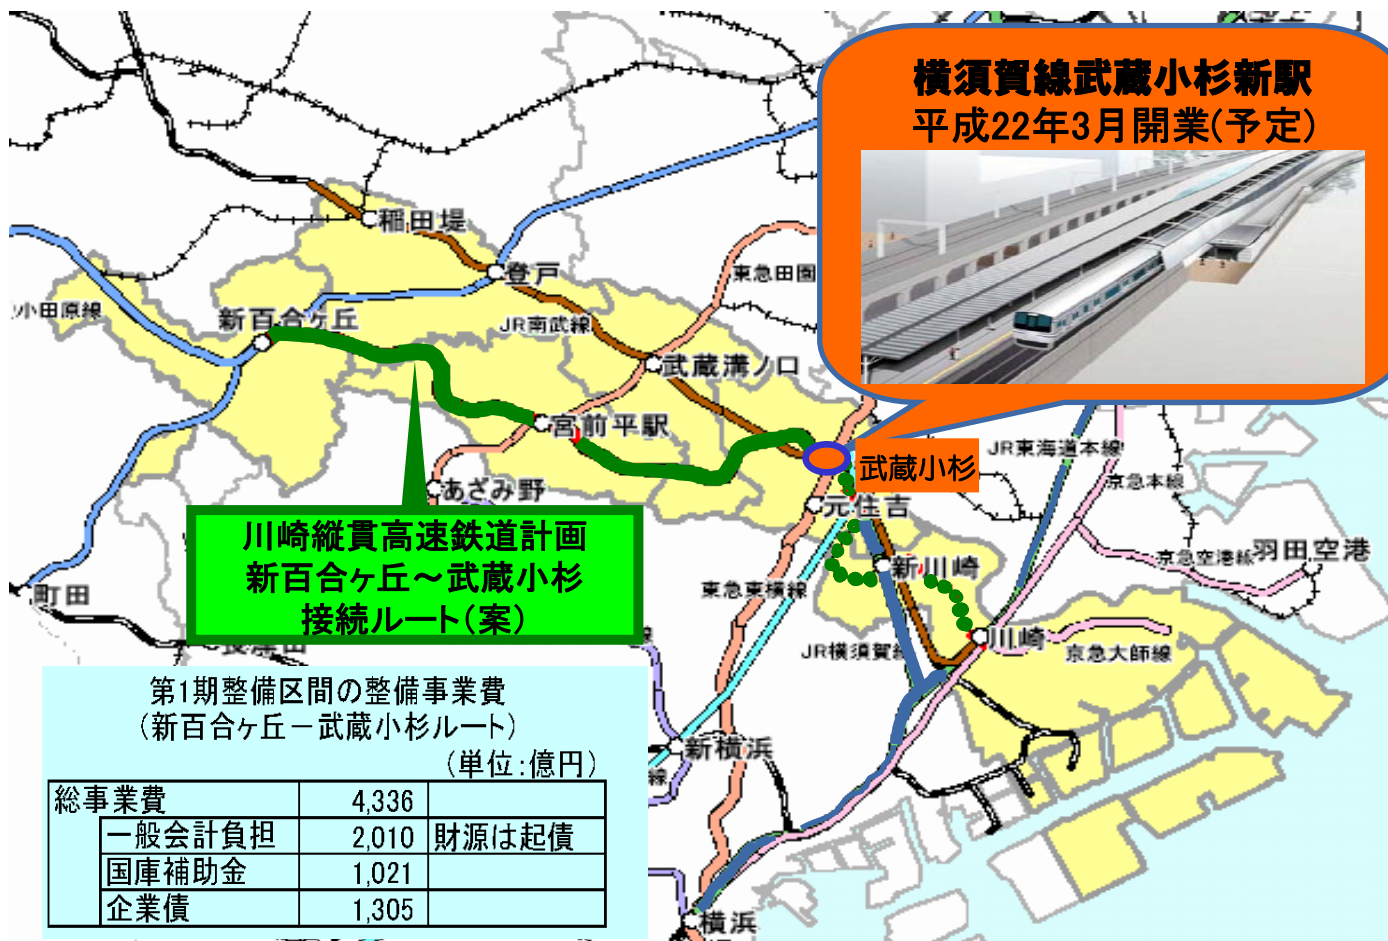 横須賀線武蔵小杉新駅
平成22年3月開業(予定)
稲田堤
登戸
東急田園
小田原線
新百合ヶ丘
JR南武線
武蔵溝ノ口
宮前平駅
武蔵小杉
JR東海道本線
あざみ野
京急本線
元住吉
川崎縦貫高速鉄道計画
新百合ヶ丘～武蔵小杉
接続ルート(案)
京急空港線
羽田空港
新川崎
東急東横線
町田
川崎
JR横須賀線
京急大師線
第1期整備区間の整備事業費
(新百合ヶ丘－武蔵小杉ルート)
(単位:億円)
新横浜
線
総事業費 4,336
一般会計負担 2,010 財源は起債
国庫補助金 1,021
企業債 1,305
横浜